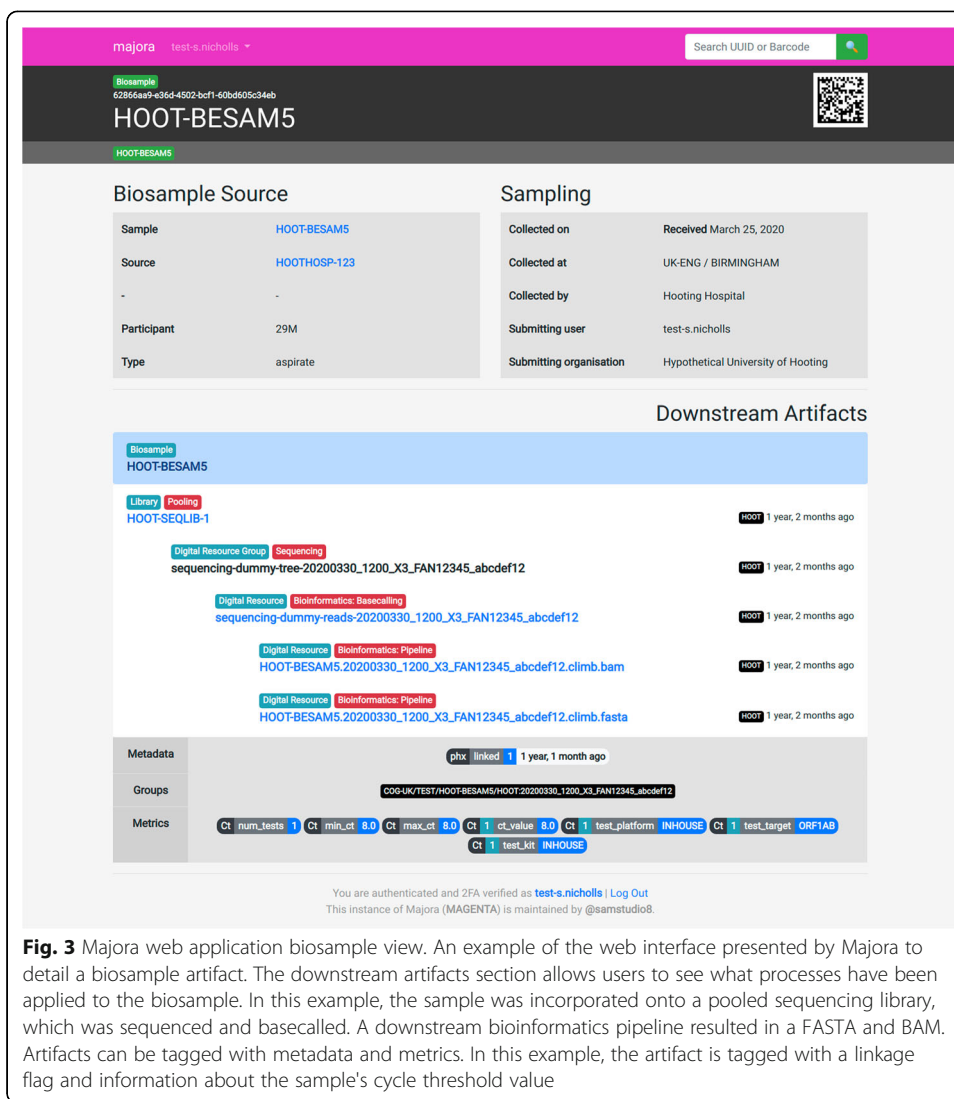 majora test-s.nicholls Search UUID or Barcode
Biosample
62866aa9-e36d-4502-bcf1-60bd605c34eb
HOOT-BESAM5
HOOT-BESAM5
Biosample Source
Sample HOOT-BESAM5
Source HOOTHOSP-123
- -
Participant 29M
Type aspirate
Sampling
Collected on Received March 25, 2020
Collected at UK-ENG / BIRMINGHAM
Collected by Hooting Hospital
Submitting user test-s.nicholls
Submitting organisation Hypothetical University of Hooting
Downstream Artifacts
Biosample
HOOT-BESAM5
Library Pooling
HOOT-SEQLIB-1 HOOT 1 year, 2 months ago
Digital Resource Group Sequencing
sequencing-dummy-tree-20200330_1200_X3_FAN12345_abcdef12 HOOT 1 year, 2 months ago
Digital Resource Bioinformatics: Basecalling
sequencing-dummy-reads-20200330_1200_X3_FAN12345_abcdef12 HOOT 1 year, 2 months ago
Digital Resource Bioinformatics: Pipeline
HOOT-BESAM5.20200330_1200_X3_FAN12345_abcdef12.climb.bam HOOT 1 year, 2 months ago
Digital Resource Bioinformatics: Pipeline
HOOT-BESAM5.20200330_1200_X3_FAN12345_abcdef12.climb.fasta HOOT 1 year, 2 months ago
Metadata phx linked 1 1 year, 1 month ago
Groups COG-UK/TEST/HOOT-BESAM5/HOOT:20200330_1200_X3_FAN12345_abcdef12
Metrics Ct num_tests 1 Ct min_ct 8.0 Ct max_ct 8.0 Ct 1 ct_value 8.0 Ct 1 test_platform INHOUSE Ct 1 test_target ORF1AB
Ct 1 test_kit INHOUSE
You are authenticated and 2FA verified as test-s.nicholls | Log Out
This instance of Majora (MAGENTA) is maintained by @samstudio8.
Fig. 3 Majora web application biosample view. An example of the web interface presented by Majora to
detail a biosample artifact. The downstream artifacts section allows users to see what processes have been
applied to the biosample. In this example, the sample was incorporated onto a pooled sequencing library,
which was sequenced and basecalled. A downstream bioinformatics pipeline resulted in a FASTA and BAM.
Artifacts can be tagged with metadata and metrics. In this example, the artifact is tagged with a linkage
flag and information about the sample's cycle threshold value